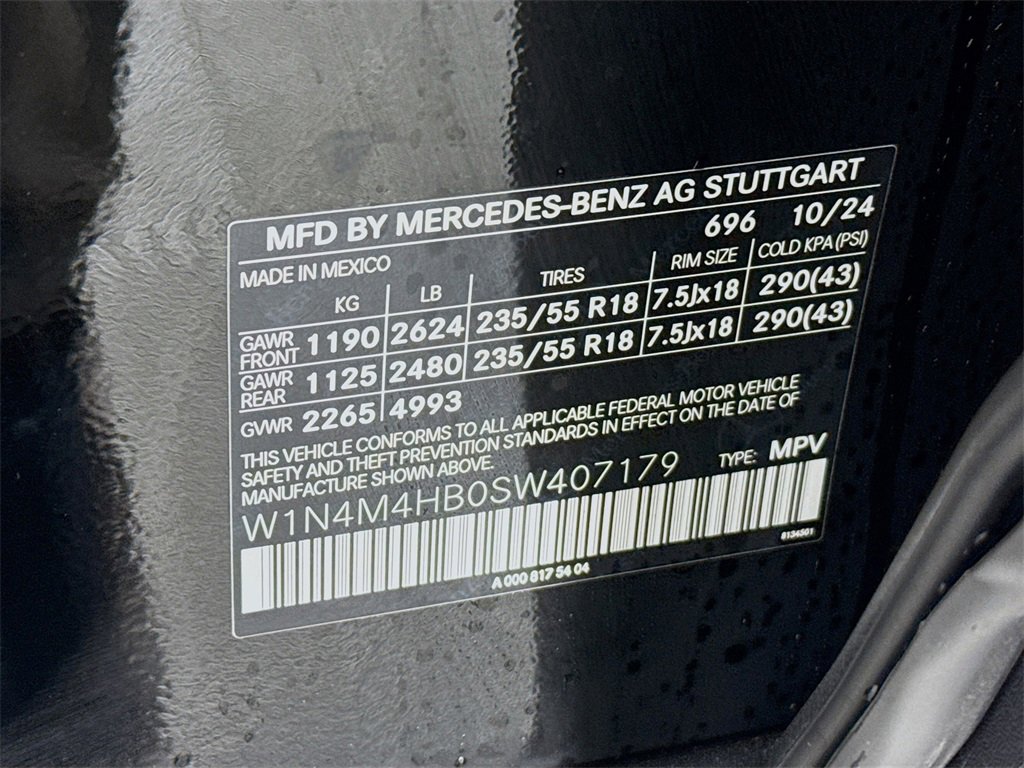 MFD BY MERCEDES-BENZ AG STUTTGART
696 10/24
MADE IN MEXICO
KG LB TIRES RIM SIZE COLD KPA (PSI)
GAWR FRONT 1190 2624 235/55 R18 7.5Jx18 290(43)
GAWR REAR 1125 2480 235/55 R18 7.5Jx18 290(43)
GVWR 2265 4993
THIS VEHICLE CONFORMS TO ALL APPLICABLE FEDERAL MOTOR VEHICLE
SAFETY AND THEFT PREVENTION STANDARDS IN EFFECT ON THE DATE OF
MANUFACTURE SHOWN ABOVE.
W1N4M4HB0SW407179 TYPE: MPV
A 000 817 54 04
8134501